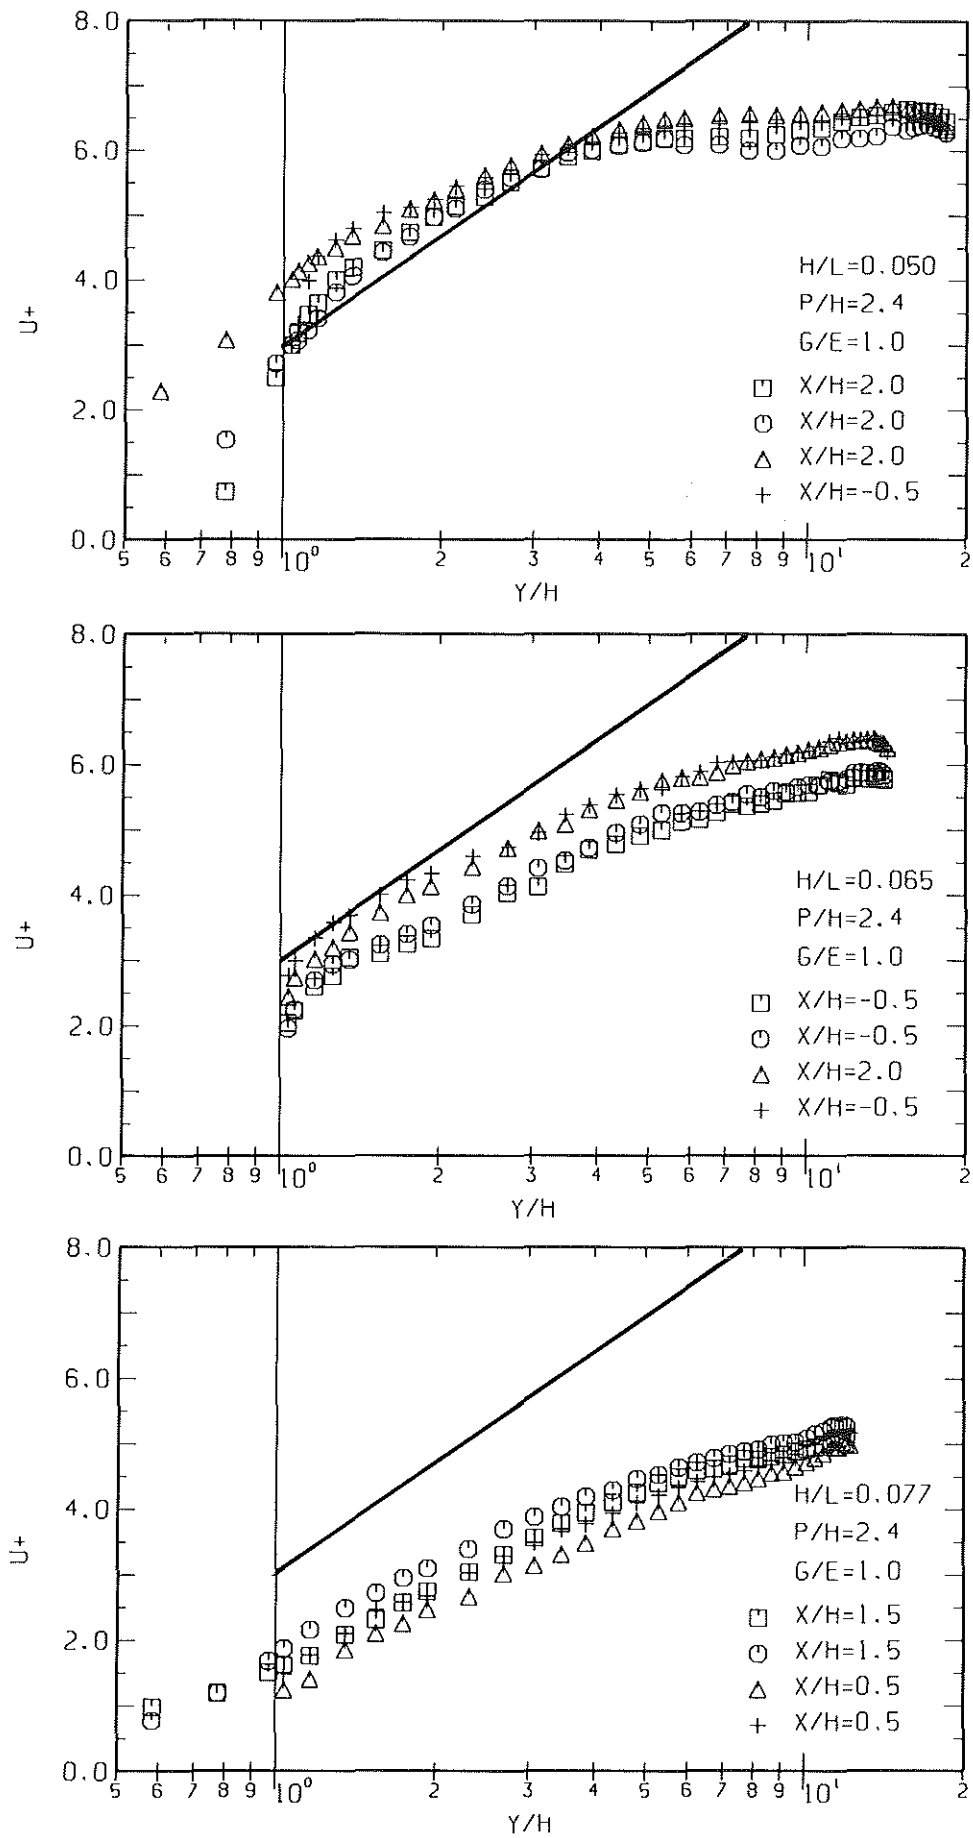 8.0
6.0
4.0
2.0
0.0
U+
H/L=0.050
P/H=2.4
G/E=1.0
X/H=2.0
X/H=2.0
X/H=2.0
X/H=-0.5
5 6 7 8 9 10⁰ 2 3 4 5 6 7 8 9 10¹ 2
Y/H
8.0
6.0
4.0
2.0
0.0
U+
H/L=0.065
P/H=2.4
G/E=1.0
X/H=-0.5
X/H=-0.5
X/H=2.0
X/H=-0.5
5 6 7 8 9 10⁰ 2 3 4 5 6 7 8 9 10¹ 2
Y/H
8.0
6.0
4.0
2.0
0.0
U+
H/L=0.077
P/H=2.4
G/E=1.0
X/H=1.5
X/H=1.5
X/H=0.5
X/H=0.5
5 6 7 8 9 10⁰ 2 3 4 5 6 7 8 9 10¹ 2
Y/H